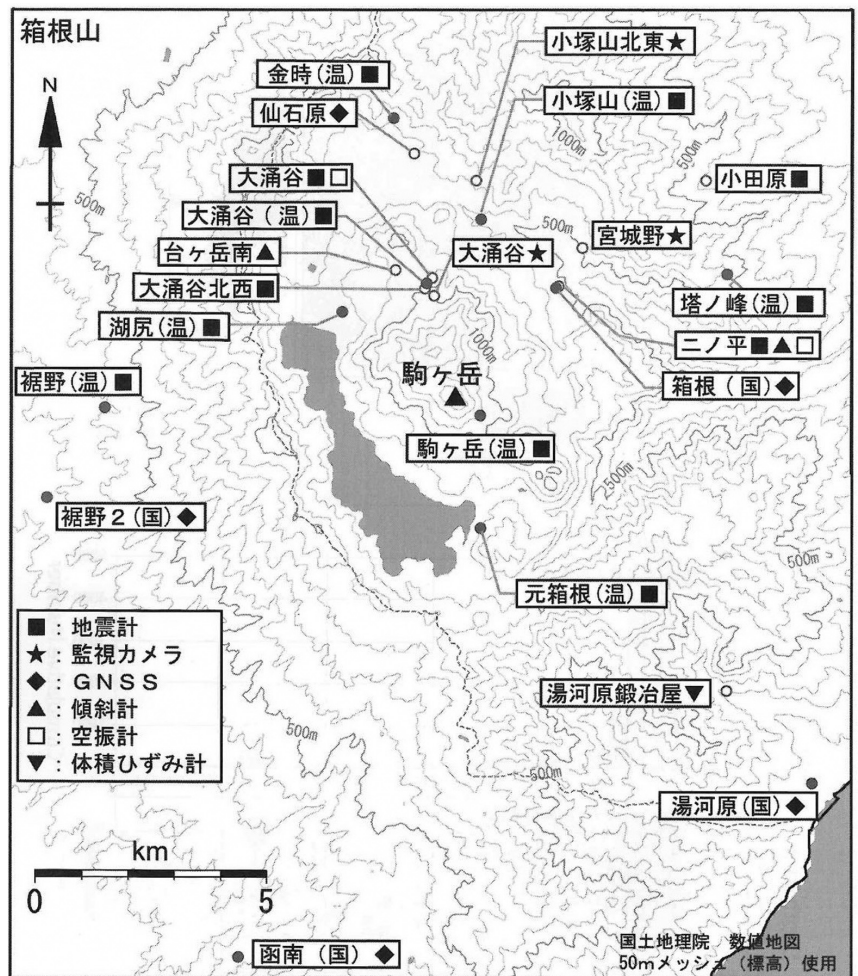 箱根山
小塚山北東★
金時(温)■
N
仙石原◆
小塚山(温)■
1000m
500m
大涌谷■□
小田原■
500m
大涌谷(温)■
500m
宮城野★
台ヶ岳南▲
大涌谷★
大涌谷北西■
塔ノ峰(温)■
湖尻(温)■
二ノ平■▲□
1000m
駒ヶ岳
裾野(温)■
箱根(国)◆
駒ヶ岳(温)■
500m
裾野2(国)◆
500m
元箱根(温)■
■:地震計
★:監視カメラ
◆:GNSS
▲:傾斜計
□:空振計
▼:体積ひずみ計
湯河原鍛冶屋▼
500m
500m
湯河原(国)◆
km
0 5
函南(国)◆
国土地理院 数値地図
50mメッシュ(標高)使用